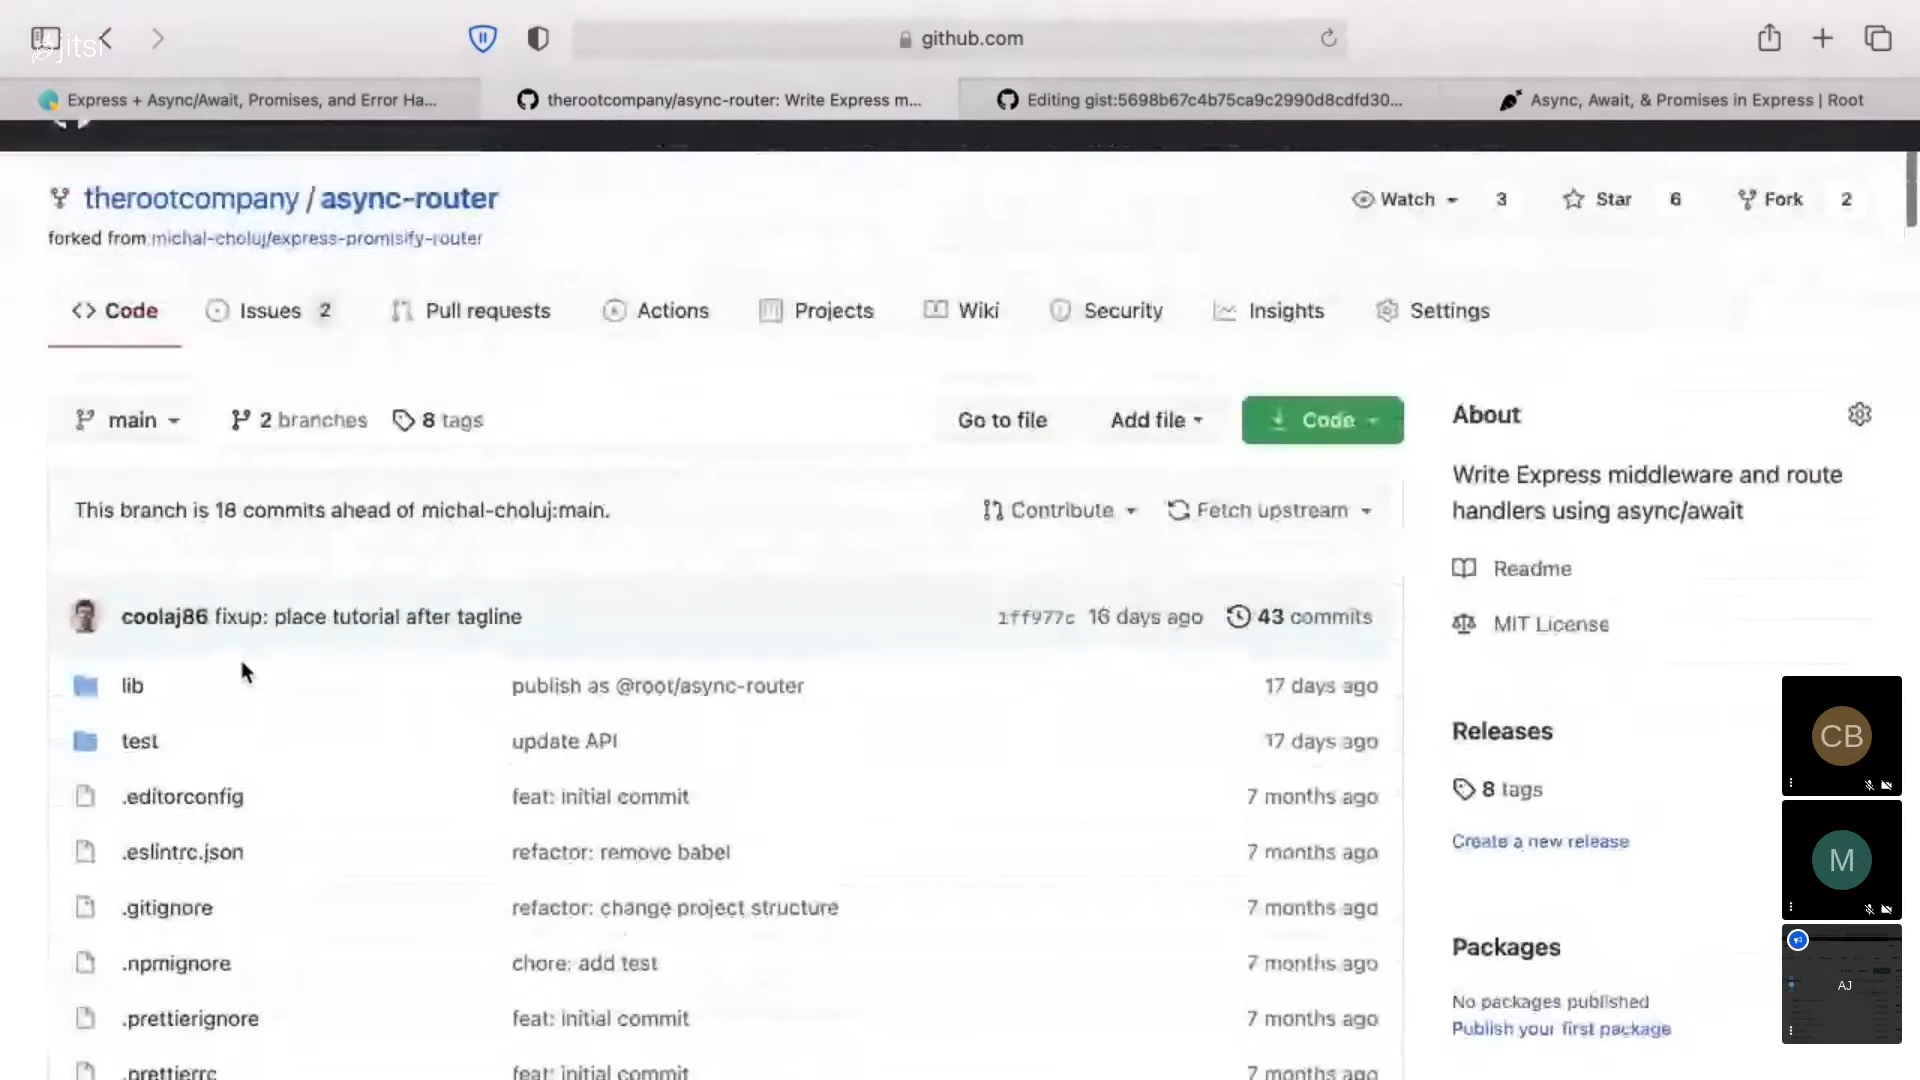 jitsi
github.com
Express + Async/Await, Promises, and Error Ha...
therootcompany/async-router: Write Express m...
Editing gist:5698b67c4b75ca9c2990d8cdfd30...
Async, Await, & Promises in Express | Root
therootcompany / async-router
forked from michal-choluj/express-promisify-router
Watch 3
Star 6
Fork 2
Code
Issues 2
Pull requests
Actions
Projects
Wiki
Security
Insights
Settings
main
2 branches
8 tags
Go to file
Add file
Code
This branch is 18 commits ahead of michal-choluj:main.
Contribute
Fetch upstream
coolaj86 fixup: place tutorial after tagline
1ff977c 16 days ago
43 commits
lib publish as @root/async-router 17 days ago
test update API 17 days ago
.editorconfig feat: initial commit 7 months ago
.eslintrc.json refactor: remove babel 7 months ago
.gitignore refactor: change project structure 7 months ago
.npmignore chore: add test 7 months ago
.prettierignore feat: initial commit 7 months ago
.prettierrc feat: initial commit 7 months ago
About
Write Express middleware and route
handlers using async/await
Readme
MIT License
Releases
8 tags
Create a new release
Packages
No packages published
Publish your first package
CB
M
AJ